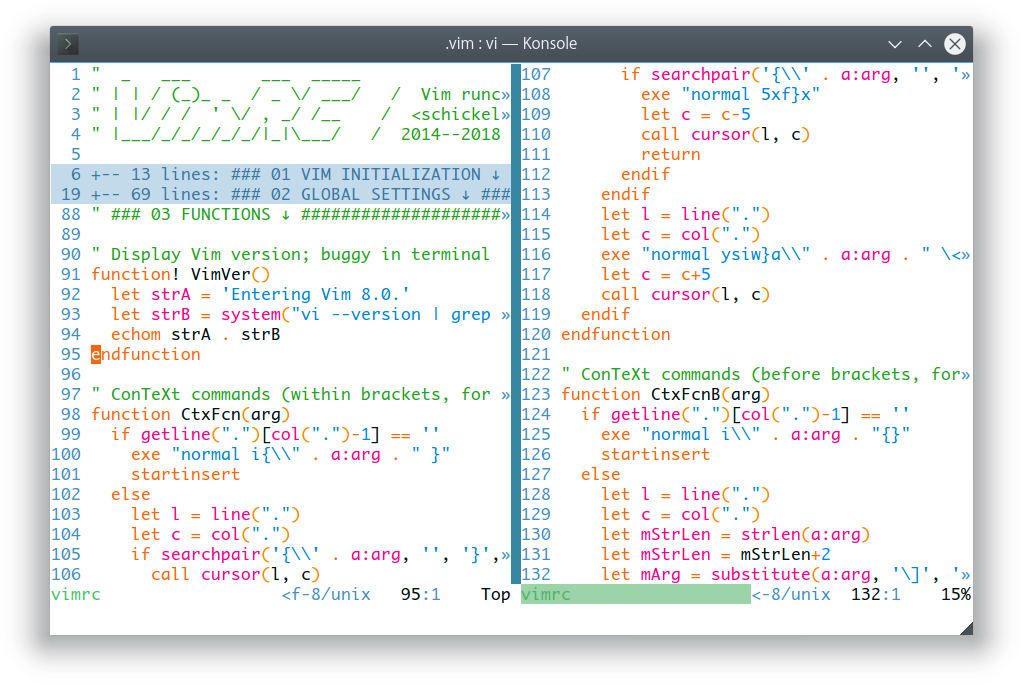 .vim : vi — Konsole
1 "  _   ___       ___  _____
2 " | | / (_)_ _  / _ \/ ___/   /  Vim runc»
3 " | |/ / /  ' \/ , _/ /__    /  <schickel»
4 " |___/_/_/_/_/_/|_|\___/   /  2014--2018
5
6 +-- 13 lines: ### 01 VIM INITIALIZATION ↓
19 +-- 69 lines: ### 02 GLOBAL SETTINGS ↓ ###
88 " ### 03 FUNCTIONS ↓ ####################»
89
90 " Display Vim version; buggy in terminal
91 function! VimVer()
92   let strA = 'Entering Vim 8.0.'
93   let strB = system("vi --version | grep »
94   echom strA . strB
95 endfunction
96
97 " ConTeXt commands (within brackets, for »
98 function CtxFcn(arg)
99   if getline(".")[col(".")-1] == ''
100     exe "normal i{\\" . a:arg . " }"
101     startinsert
102   else
103     let l = line(".")
104     let c = col(".")
105     if searchpair('{\\' . a:arg, '', '}',»
106       call cursor(l, c)
vimrc                  <f-8/unix   95:1    Top
107       if searchpair('{\\' . a:arg, '', '»
108         exe "normal 5xf}x"
109         let c = c-5
110         call cursor(l, c)
111         return
112       endif
113     endif
114     let l = line(".")
115     let c = col(".")
116     exe "normal ysiw}a\\" . a:arg . " \<»
117     let c = c+5
118     call cursor(l, c)
119   endif
120 endfunction
121
122 " ConTeXt commands (before brackets, for»
123 function CtxFcnB(arg)
124   if getline(".")[col(".")-1] == ''
125     exe "normal i\\" . a:arg . "{}"
126     startinsert
127   else
128     let l = line(".")
129     let c = col(".")
130     let mStrLen = strlen(a:arg)
131     let mStrLen = mStrLen+2
132     let mArg = substitute(a:arg, '\]', '»
vimrc                  <-8/unix  132:1    15%